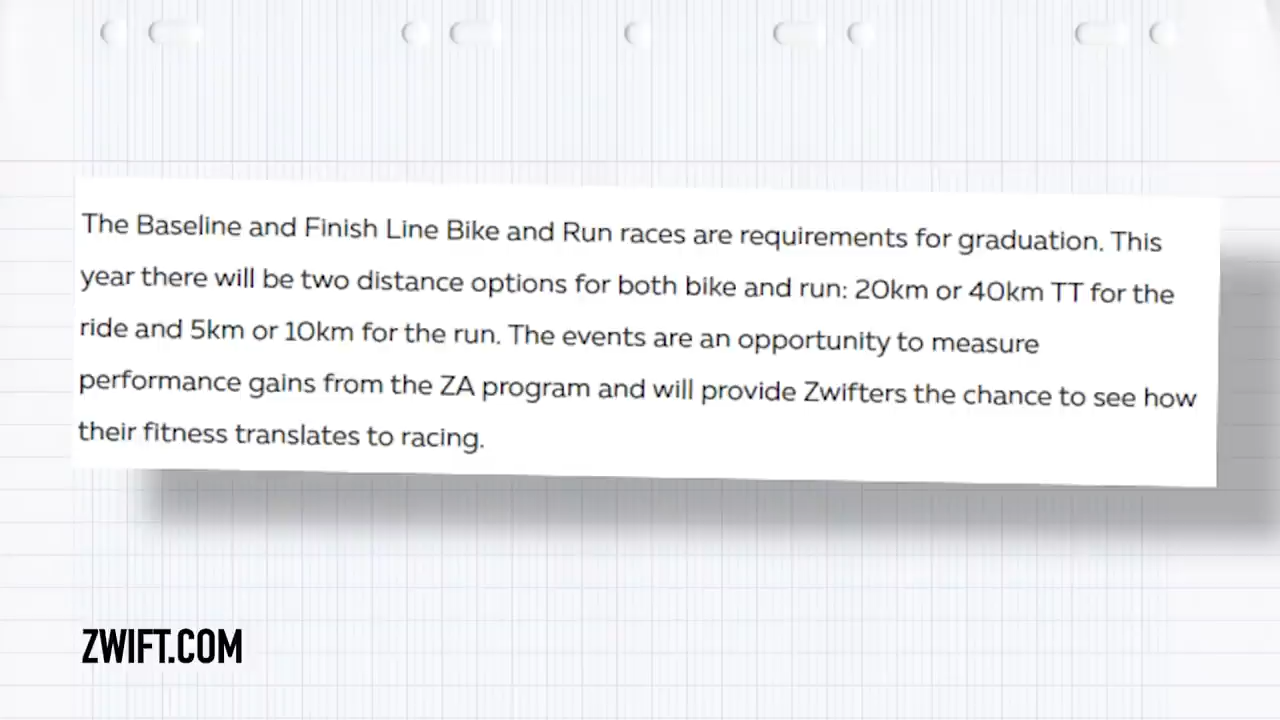 The Baseline and Finish Line Bike and Run races are requirements for graduation. This
year there will be two distance options for both bike and run: 20km or 40km TT for the
ride and 5km or 10km for the run. The events are an opportunity to measure
performance gains from the ZA program and will provide Zwifters the chance to see how
their fitness translates to racing.
ZWIFT.COM